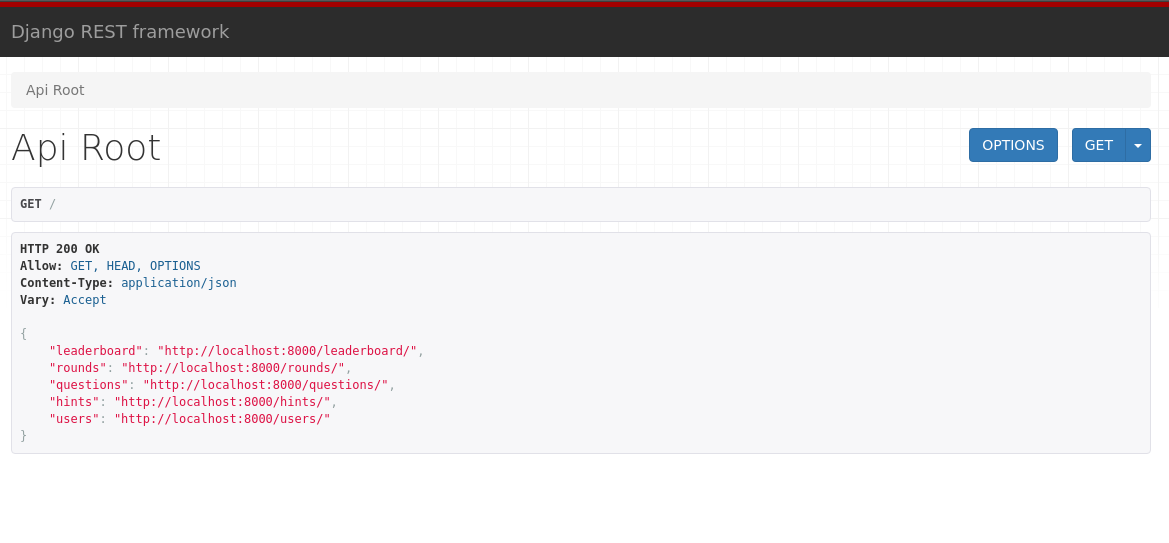 Django REST framework
Api Root
Api Root
OPTIONS
GET
GET /
HTTP 200 OK
Allow: GET, HEAD, OPTIONS
Content-Type: application/json
Vary: Accept
{
    "leaderboard": "http://localhost:8000/leaderboard/",
    "rounds": "http://localhost:8000/rounds/",
    "questions": "http://localhost:8000/questions/",
    "hints": "http://localhost:8000/hints/",
    "users": "http://localhost:8000/users/"
}